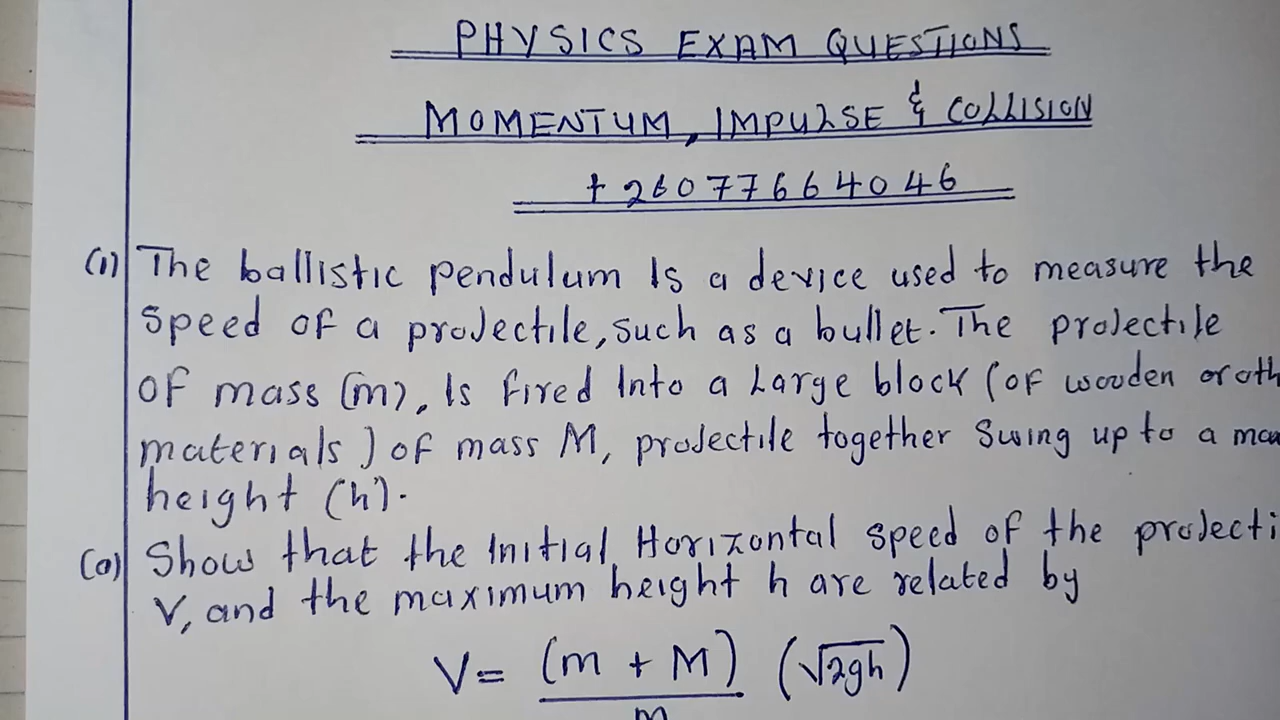 PHYSICS EXAM QUESTIONS
MOMENTUM, IMPULSE & COLLISION
+26077664046
(1) The ballistic pendulum Is a device used to measure the
speed of a projectile, such as a bullet. The projectile
of mass (m), Is fired Into a Large block (of wooden or oth
materials) of mass M, projectile together swing up to a
height (h).
(a) Show that the Initial Horizontal speed of the projecti
V, and the maximum height h are related by
V = (m + M) (√2gh)
m